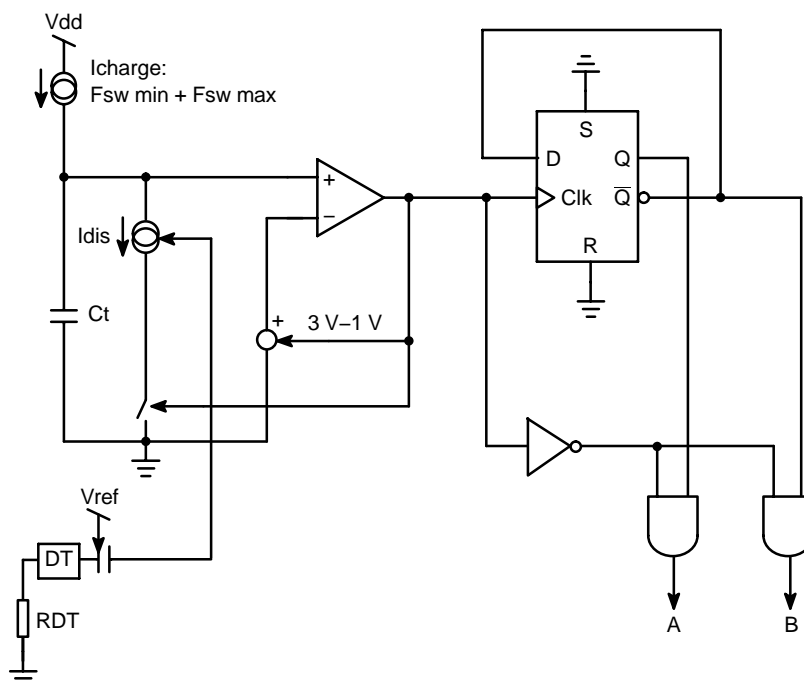 Vdd
Icharge:
Fsw min + Fsw max
S
D
Q
+
Clk
Q̅
−
Idis
R
+
3 V–1 V
Ct
Vref
DT
RDT
A
B